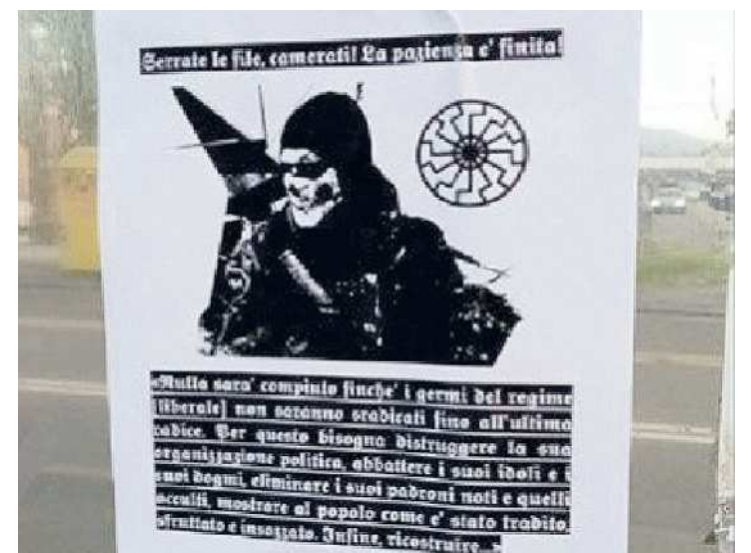 Serrate le file, camerati! La pazienza e' finita!
«Nulla sara' compiuto finche' i germi del regime
[liberale] non saranno sradicati fino all'ultima
radice. Per questo bisogna distruggere la sua
organizzazione politica, abbattere i suoi idoli e i
suoi dogmi, eliminare i suoi padroni noti e quelli
occulti, mostrare al popolo come e' stato tradito,
sfruttato e insozzato. Infine, ricostruire...»